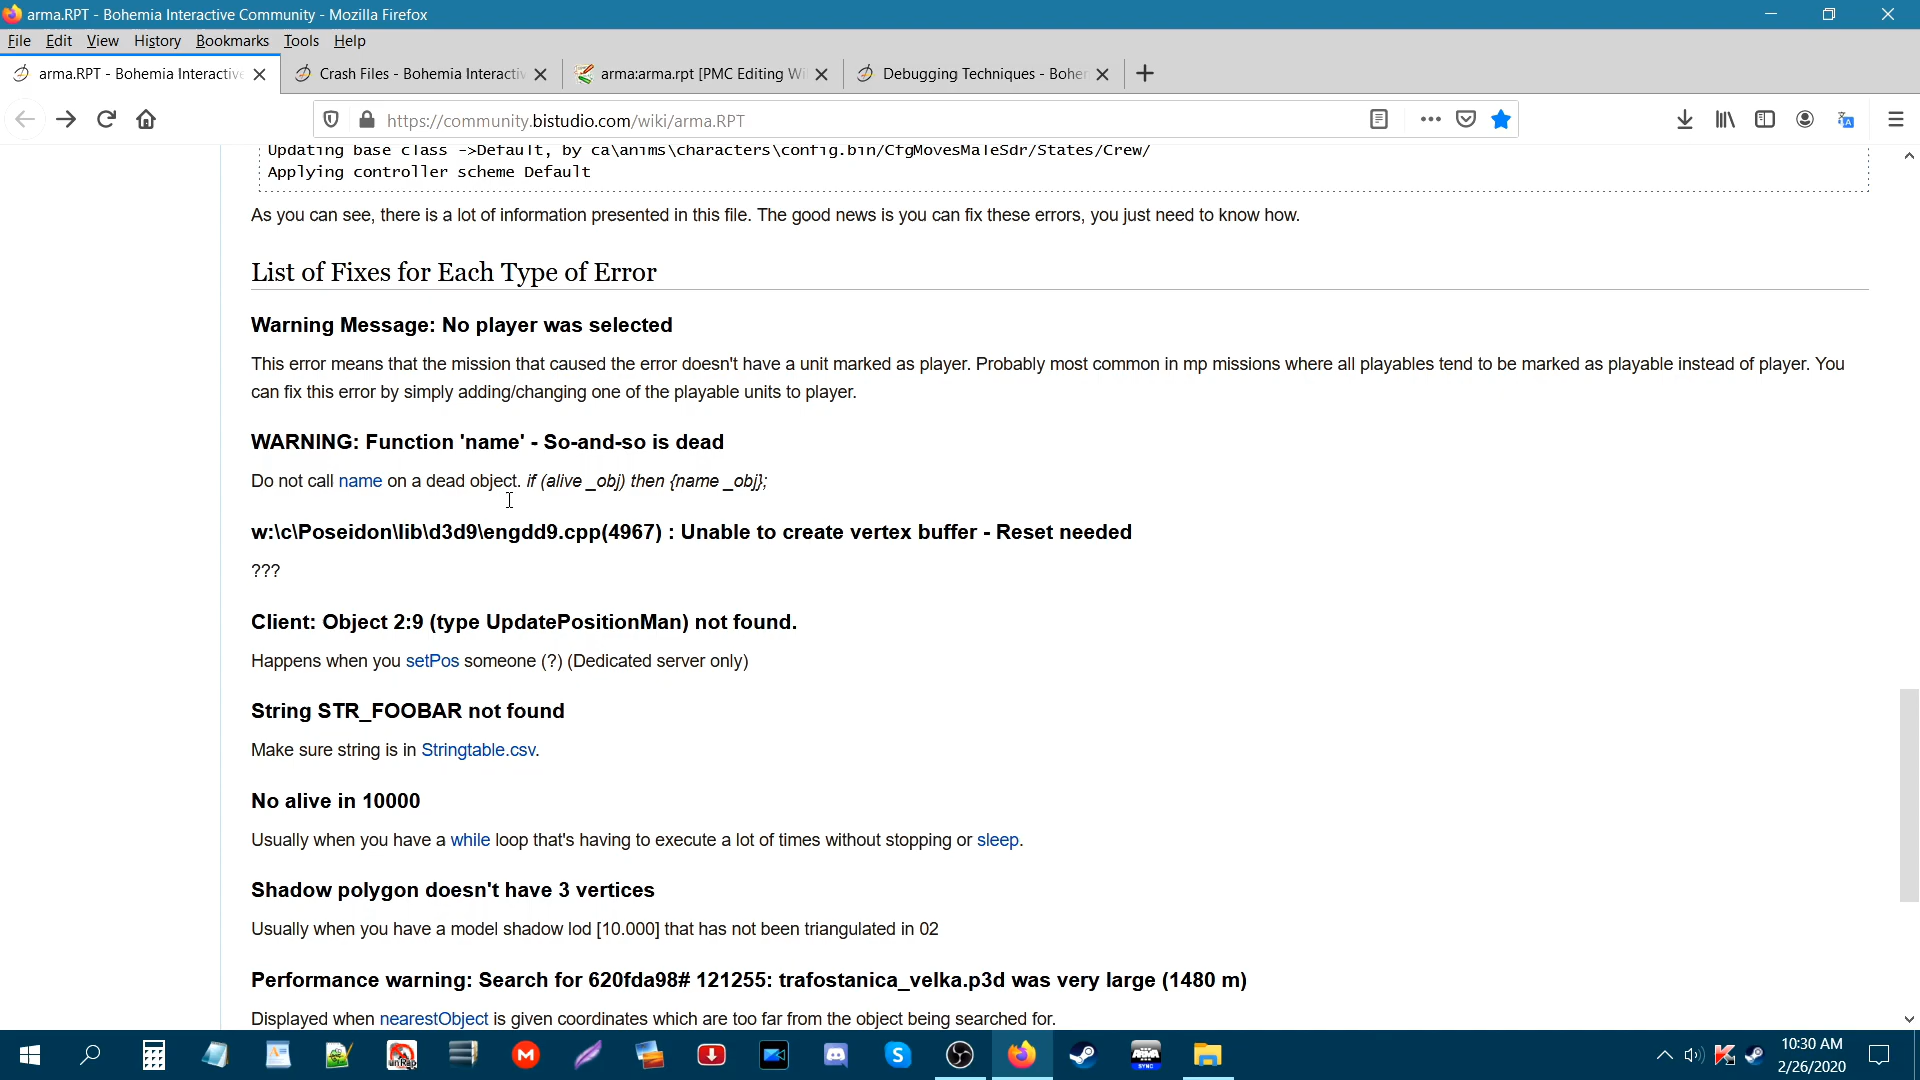 arma.RPT - Bohemia Interactive Community - Mozilla Firefox
File Edit View History Bookmarks Tools Help
arma.RPT - Bohemia Interactive
Crash Files - Bohemia Interactiv
arma:arma.rpt [PMC Editing Wi
Debugging Techniques - Boher
https://community.bistudio.com/wiki/arma.RPT
Updating base class ->Default, by ca\anims\characters\config.bin/CfgMovesMaleSdr/States/Crew/
Applying controller scheme Default
As you can see, there is a lot of information presented in this file. The good news is you can fix these errors, you just need to know how.
List of Fixes for Each Type of Error
Warning Message: No player was selected
This error means that the mission that caused the error doesn't have a unit marked as player. Probably most common in mp missions where all playables tend to be marked as playable instead of player. You
can fix this error by simply adding/changing one of the playable units to player.
WARNING: Function 'name' - So-and-so is dead
Do not call name on a dead object. if (alive _obj) then {name _obj};
w:\c\Poseidon\lib\d3d9\engdd9.cpp(4967) : Unable to create vertex buffer - Reset needed
???
Client: Object 2:9 (type UpdatePositionMan) not found.
Happens when you setPos someone (?) (Dedicated server only)
String STR_FOOBAR not found
Make sure string is in Stringtable.csv.
No alive in 10000
Usually when you have a while loop that's having to execute a lot of times without stopping or sleep.
Shadow polygon doesn't have 3 vertices
Usually when you have a model shadow lod [10.000] that has not been triangulated in 02
Performance warning: Search for 620fda98# 121255: trafostanica_velka.p3d was very large (1480 m)
Displayed when nearestObject is given coordinates which are too far from the object being searched for.
10:30 AM
2/26/2020